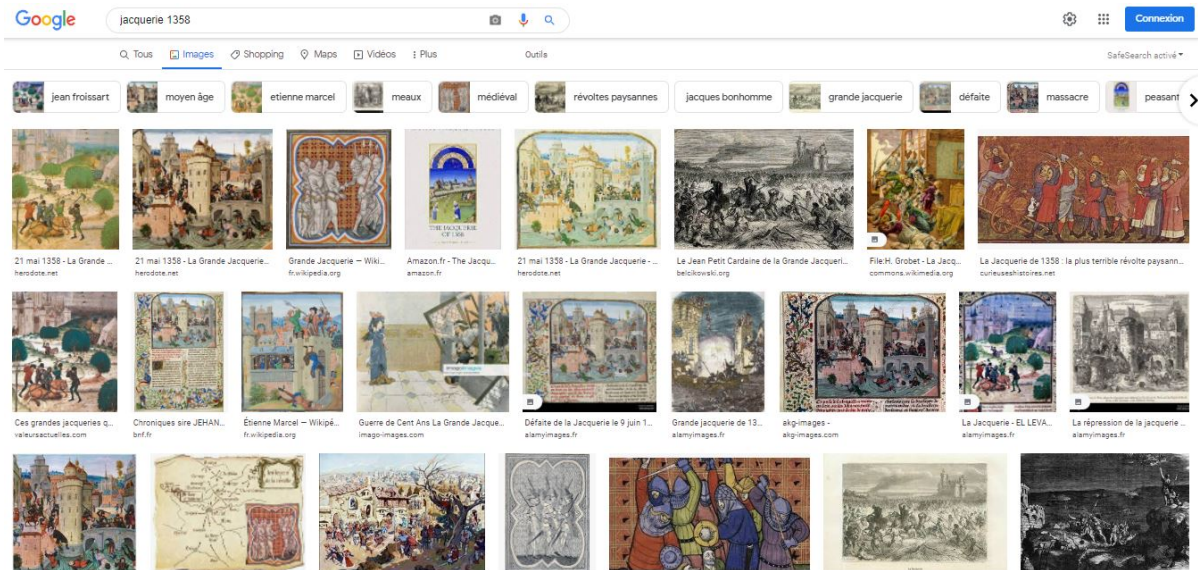 Google
jacquerie 1358
Connexion
Tous Images Shopping Maps Vidéos Plus Outils SafeSearch activé
jean froissart moyen âge etienne marcel meaux médiéval révoltes paysannes jacques bonhomme grande jacquerie défaite massacre peasant
THE JACQUERIE
OF 1358
21 mai 1358 - La Grande ... 21 mai 1358 - La Grande Jacquerie... Grande Jacquerie — Wiki... Amazon.fr - The Jacqu... 21 mai 1358 - La Grande Jacquerie - ... Le Jean Petit Cardaine de la Grande Jacqueri... File:H. Grobet - La Jacq... La Jacquerie de 1358 : la plus terrible révolte paysann...
herodote.net herodote.net fr.wikipedia.org amazon.fr herodote.net belcikowski.org commons.wikimedia.org curieuseshistoires.net
Ces grandes jacqueries q... Chroniques sire JEHAN... Étienne Marcel — Wikipé... Guerre de Cent Ans La Grande Jacque... Défaite de la Jacquerie le 9 juin 1... Grande jacquerie de 13... akg-images - La Jacquerie - EL LEVA... La répression de la jacquerie ...
valeursactuelles.com bnf.fr fr.wikipedia.org imago-images.com alamyimages.fr alamyimages.fr akg-images.com alamyimages.fr alamyimages.fr